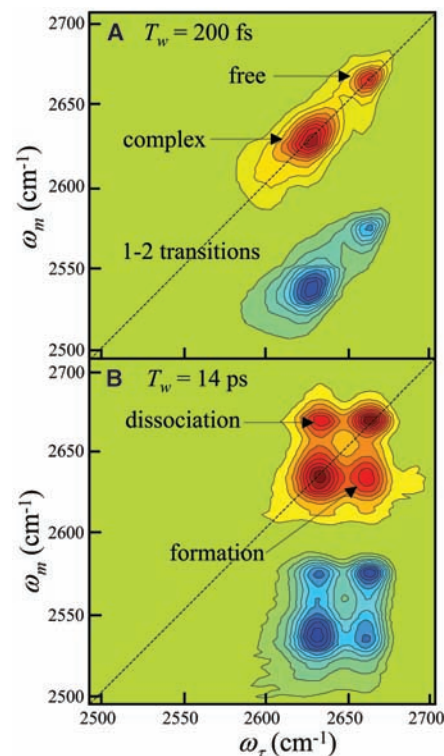 2700
A T_w = 200 fs
free
2650
complex
2600
ω_m (cm⁻¹)
1-2 transitions
2550
2500
B T_w = 14 ps
2700
dissociation
2650
2600
formation
ω_m (cm⁻¹)
2550
2500
2500 2600 2650 2700
ω_τ (cm⁻¹)